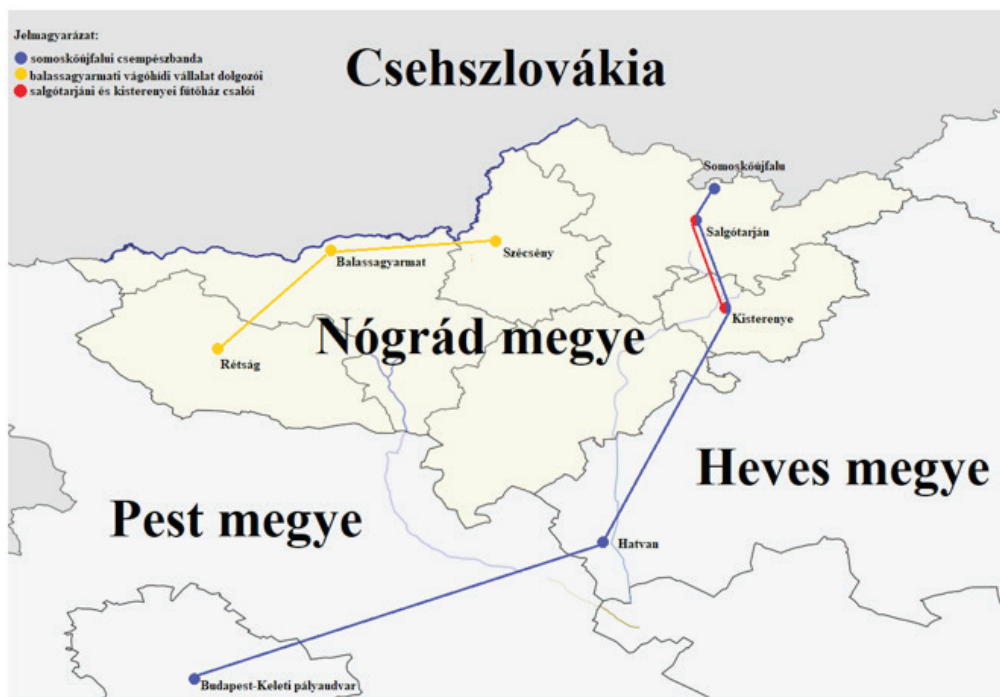 Jelmagyarázat:
somoskőújfalui csempészbanda
balassagyarmati vágóhídi vállalat dolgozói
salgótarjáni és kisterenyei fűtőház csalói
Csehszlovákia
Somoskőújfalu
Salgótarján
Balassagyarmat
Szécsény
Kisterenye
Nógrád megye
Rétság
Heves megye
Pest megye
Hatvan
Budapest-Keleti pályaudvar